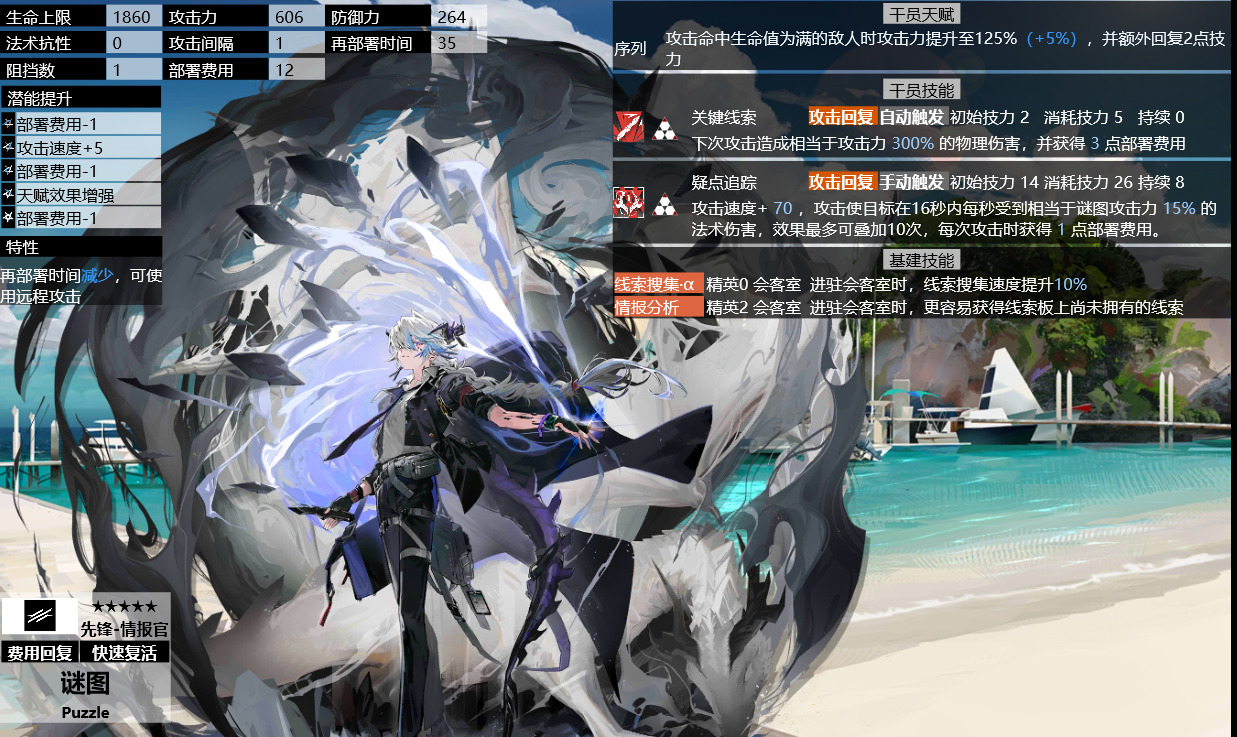 生命上限 1860 攻击力 606 防御力 264
法术抗性 0 攻击间隔 1 再部署时间 35
阻挡数 1 部署费用 12
潜能提升
部署费用-1
攻击速度+5
部署费用-1
天赋效果增强
部署费用-1
特性
再部署时间减少，可使
用远程攻击
干员天赋
序列 攻击命中生命值为满的敌人时攻击力提升至125%（+5%），并额外回复2点技
力
干员技能
关键线索 攻击回复 自动触发 初始技力 2 消耗技力 5 持续 0
下次攻击造成相当于攻击力 300% 的物理伤害，并获得 3 点部署费用
疑点追踪 攻击回复 手动触发 初始技力 14 消耗技力 26 持续 8
攻击速度+ 70 ，攻击使目标在16秒内每秒受到相当于谜图攻击力 15% 的
法术伤害，效果最多可叠加10次，每次攻击时获得 1 点部署费用。
基建技能
线索搜集·α 精英0 会客室 进驻会客室时，线索搜集速度提升10%
情报分析 精英2 会客室 进驻会客室时，更容易获得线索板上尚未拥有的线索
★★★★★
先锋-情报官
费用回复 快速复活
谜图
Puzzle